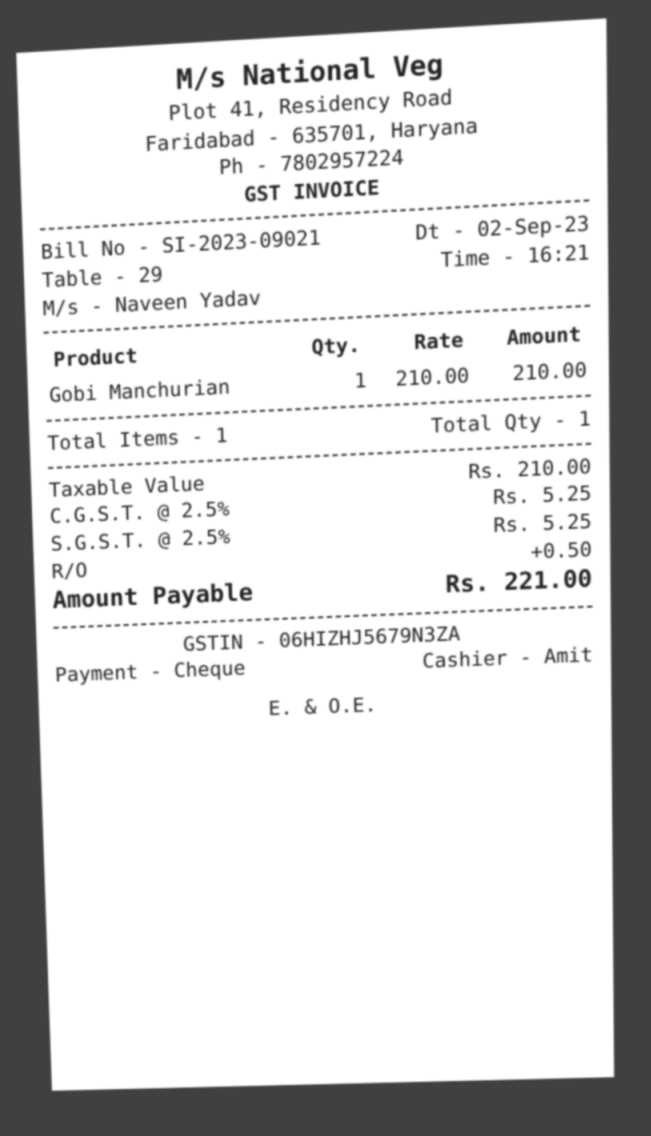 M/s National Veg
Plot 41, Residency Road
Faridabad - 635701, Haryana
Ph - 7802957224
GST INVOICE
Bill No - SI-2023-09021 Dt - 02-Sep-23
Table - 29 Time - 16:21
M/s - Naveen Yadav
Product Qty. Rate Amount
Gobi Manchurian 1 210.00 210.00
Total Items - 1 Total Qty - 1
Taxable Value Rs. 210.00
C.G.S.T. @ 2.5% Rs. 5.25
S.G.S.T. @ 2.5% Rs. 5.25
R/O +0.50
Amount Payable Rs. 221.00
GSTIN - 06HIZHJ5679N3ZA
Payment - Cheque Cashier - Amit
E. & O.E.